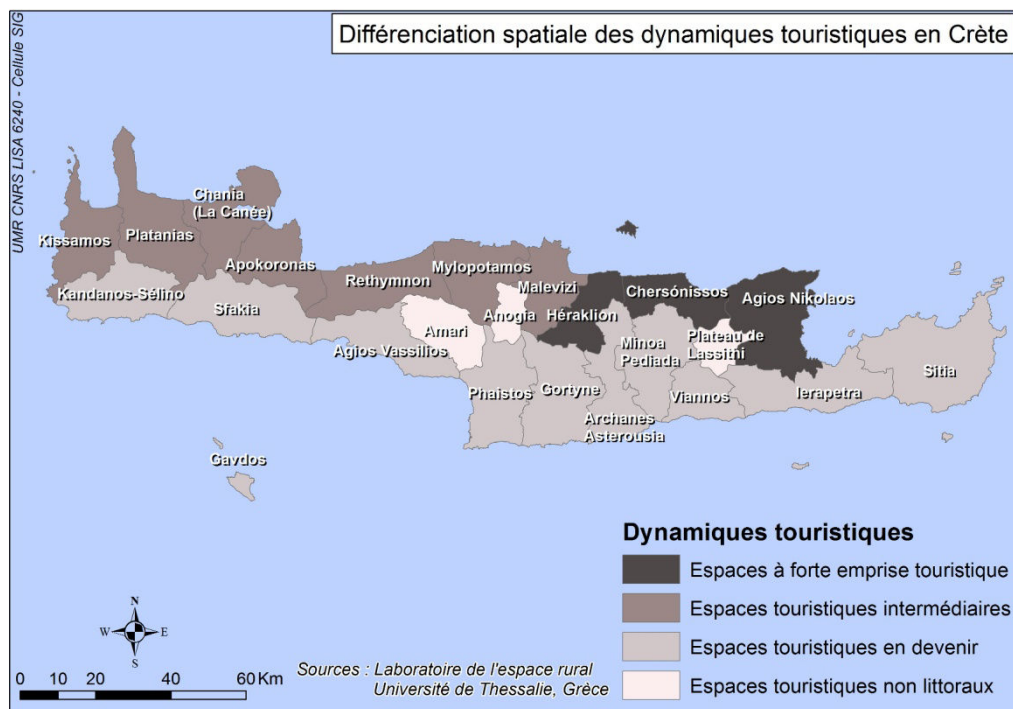 Différenciation spatiale des dynamiques touristiques en Crète
UMR CNRS LISA 6240 - Cellule SIG
Chania
(La Canée)
Kissamos
Platanias
Apokoronas
Rethymnon
Mylopotamos
Malevizi
Chersónissos
Agios Nikolaos
Kandanos-Sélino
Sfakia
Amari
Anogia
Héraklion
Minoa
Pediada
Plateau de
Lassithi
Agios Vassilios
Phaistos
Gortyne
Viannos
Ierapetra
Sitia
Archanes
Asterousia
Gavdos
Dynamiques touristiques
Espaces à forte emprise touristique
Espaces touristiques intermédiaires
Espaces touristiques en devenir
Espaces touristiques non littoraux
N
W E
S
0 10 20 40 60 Km
Sources : Laboratoire de l'espace rural
Université de Thessalie, Grèce